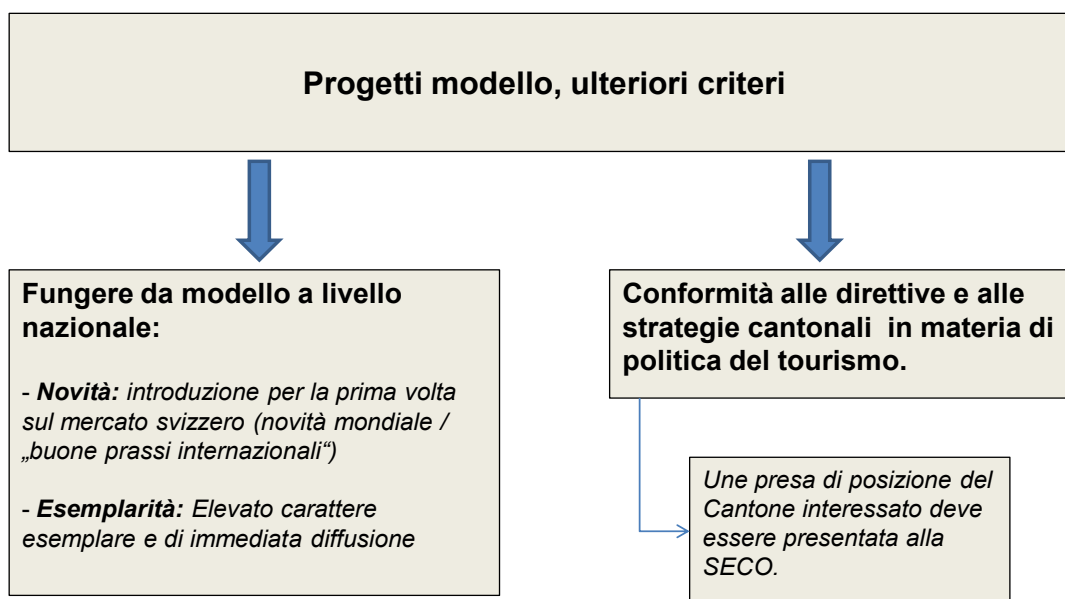 Progetti modello, ulteriori criteri
Fungere da modello a livello
nazionale:
- Novità: introduzione per la prima volta
sul mercato svizzero (novità mondiale /
„buone prassi internazionali“)
- Esemplarità: Elevato carattere
esemplare e di immediata diffusione
Conformità alle direttive e alle
strategie cantonali  in materia di
politica del tourismo.
Une presa di posizione del
Cantone interessato deve
essere presentata alla
SECO.